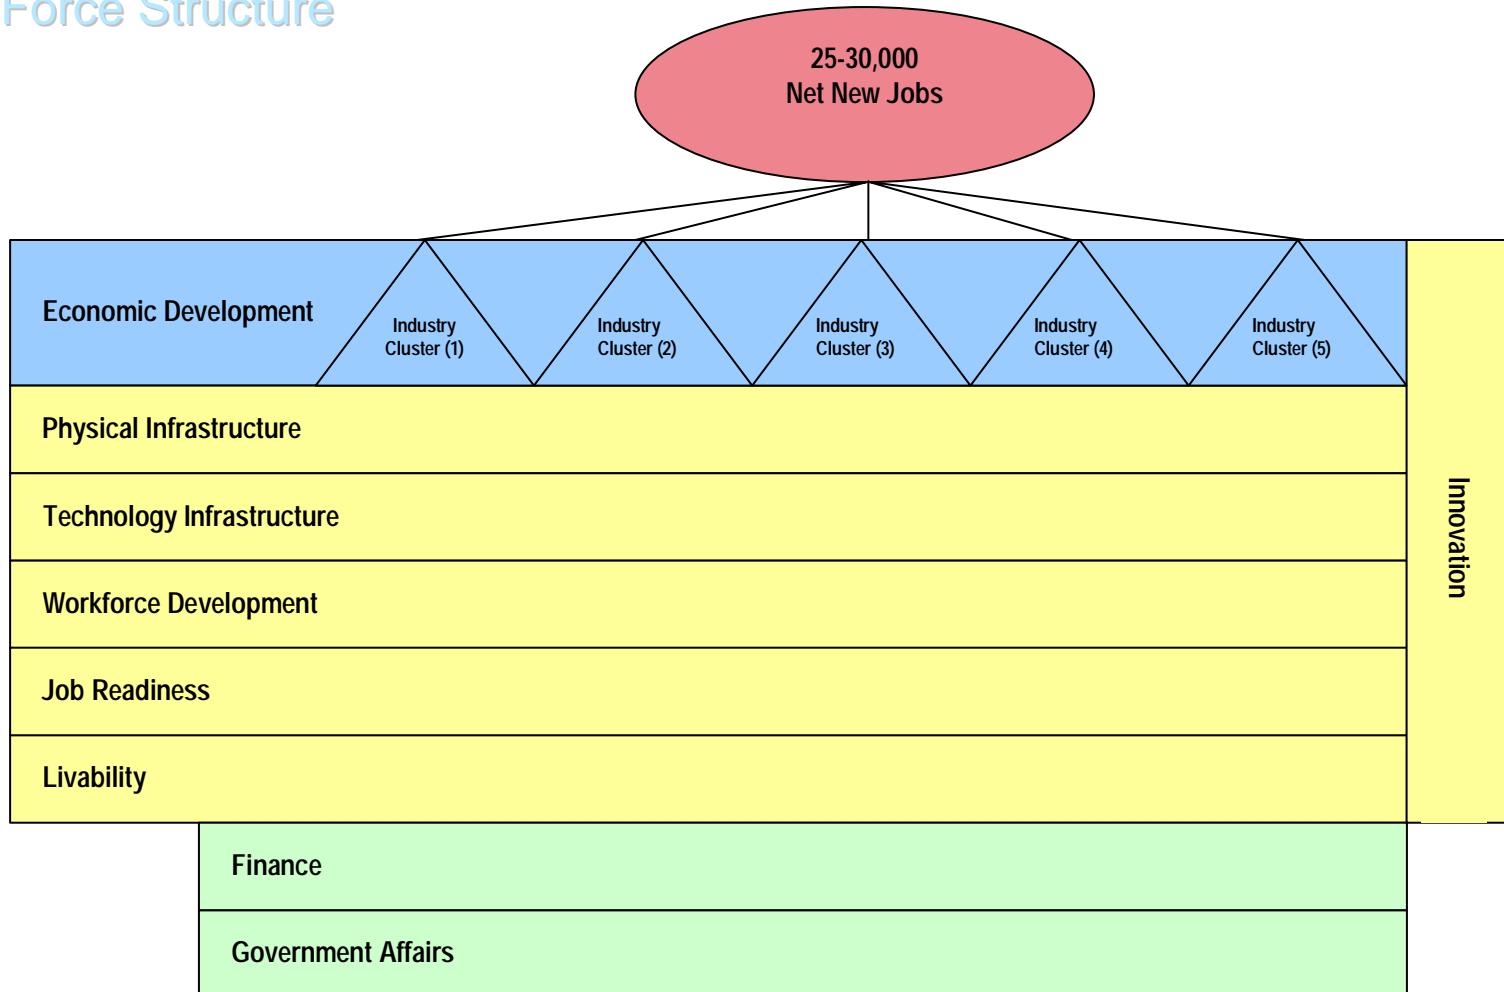 Force Structure
25-30,000
Net New Jobs
Economic Development
Industry
Cluster (1)
Industry
Cluster (2)
Industry
Cluster (3)
Industry
Cluster (4)
Industry
Cluster (5)
Physical Infrastructure
Technology Infrastructure
Workforce Development
Job Readiness
Livability
Innovation
Finance
Government Affairs